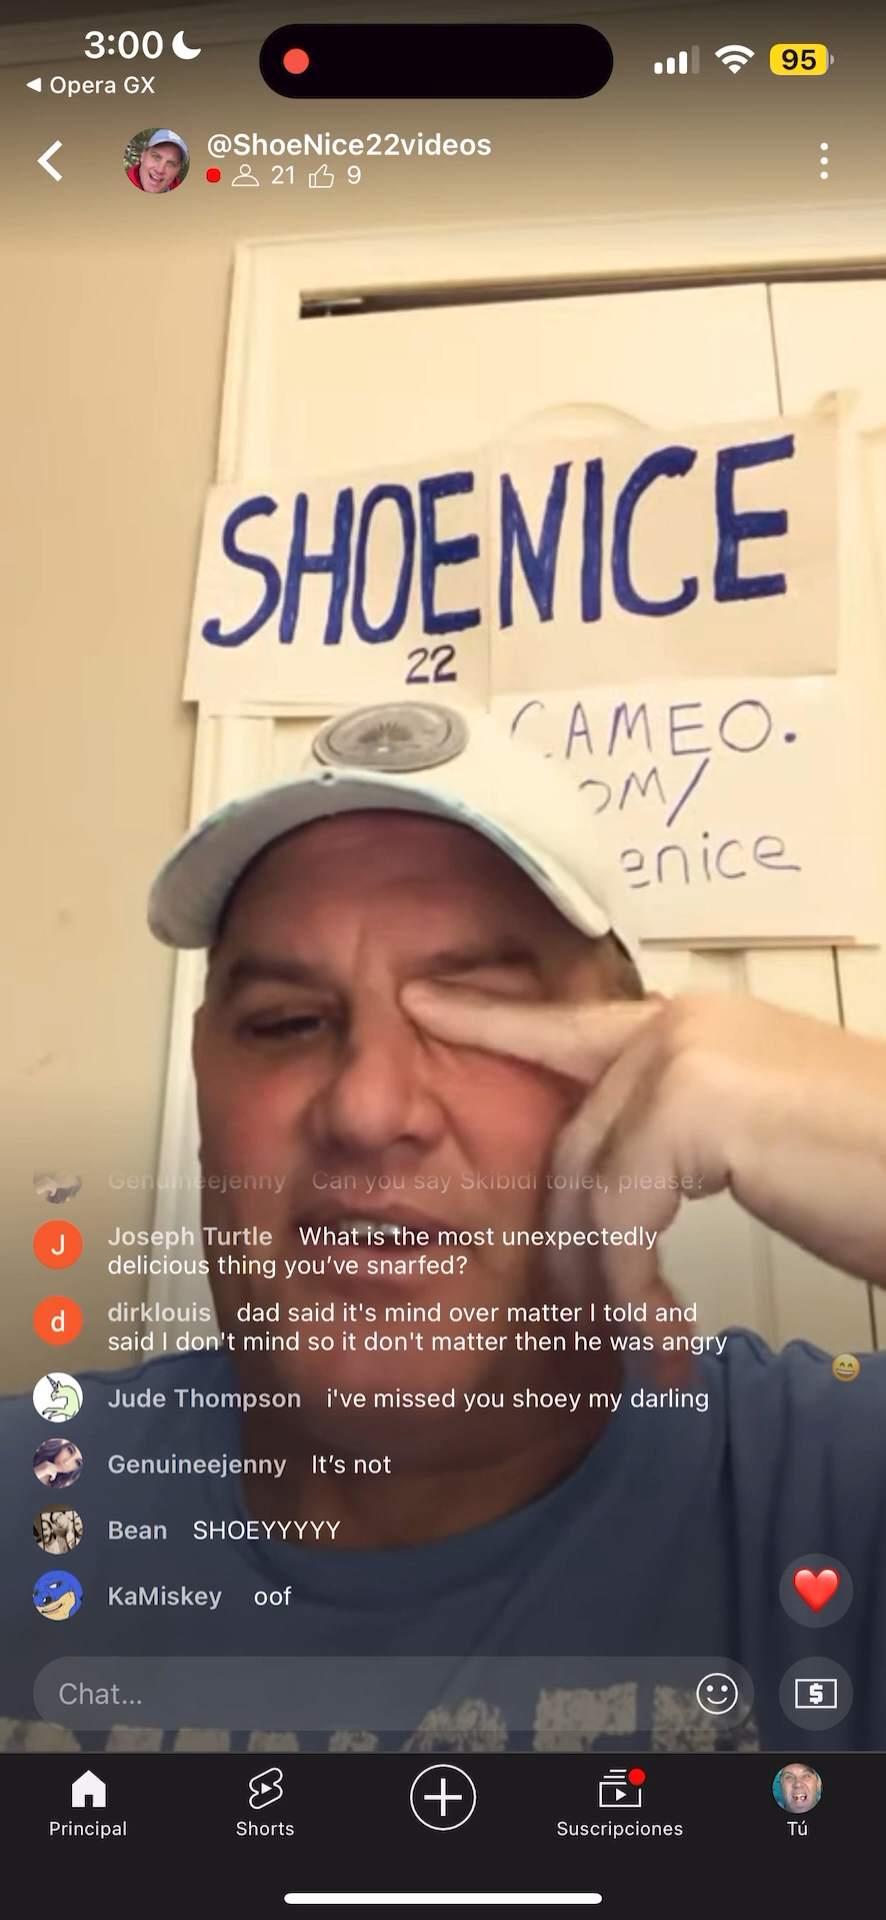 3:00
95
Opera GX
@ShoeNice22videos
21 9
SHOENICE
22
CAMEO.
OM/
enice
Genuineejenny Can you say Skibidi toilet, please?
J Joseph Turtle What is the most unexpectedly
delicious thing you’ve snarfed?
d dirklouis dad said it's mind over matter I told and
said I don't mind so it don't matter then he was angry
Jude Thompson i've missed you shoey my darling
Genuineejenny It’s not
Bean SHOEYYYYY
KaMiskey oof
Chat...
Principal
Shorts
Suscripciones
Tú